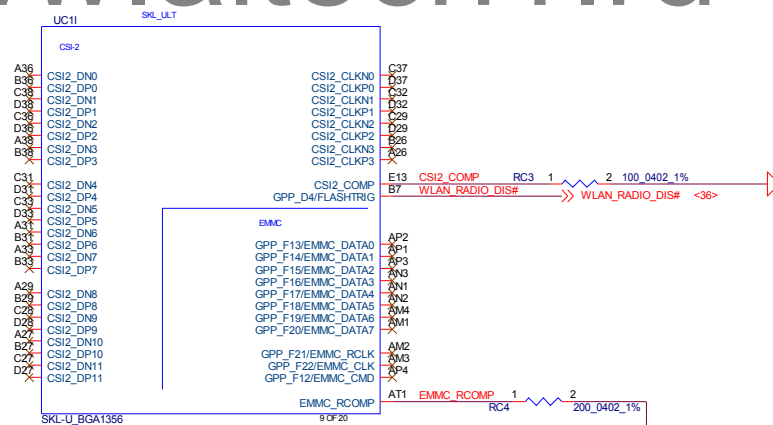 UC1I
SKL_ULT
CSI-2
A36 CSI2_DN0 CSI2_CLKN0 C37
B36 CSI2_DP0 CSI2_CLKP0 D37
C38 CSI2_DN1 CSI2_CLKN1 C32
D38 CSI2_DP1 CSI2_CLKP1 D32
C36 CSI2_DN2 CSI2_CLKN2 C29
D36 CSI2_DP2 CSI2_CLKP2 D29
A38 CSI2_DN3 CSI2_CLKN3 B26
B38 CSI2_DP3 CSI2_CLKP3 A26
C31 CSI2_DN4 CSI2_COMP E13 CSI2_COMP RC3 1 2 100_0402_1%
D31 CSI2_DP4 GPP_D4/FLASHTRIG B7 WLAN_RADIO_DIS# WLAN_RADIO_DIS# <36>
C33 CSI2_DN5
D33 CSI2_DP5
A31 CSI2_DN6
EMMC
B31 CSI2_DP6 GPP_F13/EMMC_DATA0 AP2
A33 CSI2_DN7 GPP_F14/EMMC_DATA1 AP1
B33 CSI2_DP7 GPP_F15/EMMC_DATA2 AP3
GPP_F16/EMMC_DATA3 AN3
A29 CSI2_DN8 GPP_F17/EMMC_DATA4 AN1
B29 CSI2_DP8 GPP_F18/EMMC_DATA5 AN2
C28 CSI2_DN9 GPP_F19/EMMC_DATA6 AM4
D28 CSI2_DP9 GPP_F20/EMMC_DATA7 AM1
A27 CSI2_DN10
B27 CSI2_DP10 GPP_F21/EMMC_RCLK AM2
C27 CSI2_DN11 GPP_F22/EMMC_CLK AM3
D27 CSI2_DP11 GPP_F12/EMMC_CMD AP4
EMMC_RCOMP AT1 EMMC_RCOMP 1 2
RC4 200_0402_1%
SKL-U_BGA1356
9 OF 20